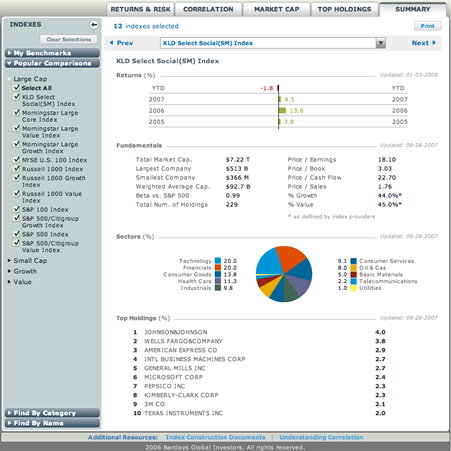 RETURNS & RISK
CORRELATION
MARKET CAP
TOP HOLDINGS
SUMMARY
INDEXES
Clear Selections
My Benchmarks
Popular Comparisons
Large Cap
Select All
KLD Select
Social(SM) Index
Morningstar Large
Core Index
Morningstar Large
Value Index
Morningstar Large
Growth Index
NYSE U.S. 100 Index
Russell 1000 Index
Russell 1000 Growth
Index
Russell 1000 Value
Index
S&P 100 Index
S&P 500/Citigroup
Growth Index
S&P 500 Index
S&P 500/Citigroup
Value Index
Small Cap
Growth
Value
Find By Category
Find By Name
12 indexes selected
Print
Prev
KLD Select Social(SM) Index
Next
KLD Select Social(SM) Index
Returns (%) Updated: 01-03-2008
YTD -1.8 YTD
2007 4.5 2007
2006 13.6 2006
2005 3.8 2005
Fundamentals Updated: 09-28-2007
Total Market Cap. $7.22 T Price / Earnings 18.10
Largest Company $513 B Price / Book 3.03
Smallest Company $366 M Price / Cash Flow 22.70
Weighted Average Cap. $92.7 B Price / Sales 1.76
Beta vs. S&P 500 0.99 % Growth 44.0%*
Total Num. of Holdings 229 % Value 45.0%*
* as defined by index providers
Sectors (%) Updated: 09-28-2007
Technology 20.0 9.1 Consumer Services
Financials 20.0 8.0 Oil & Gas
Consumer Goods 13.8 5.0 Basic Materials
Health Care 11.3 2.2 Telecommunications
Industrials 9.8 1.0 Utilities
Top Holdings (%) Updated: 09-28-2007
1 JOHNSON&JOHNSON 4.0
2 WELLS FARGO&COMPANY 3.8
3 AMERICAN EXPRESS CO 2.9
4 INTL BUSINESS MACHINES CORP 2.7
5 GENERAL MILLS INC 2.7
6 MICROSOFT CORP 2.4
7 PEPSICO INC 2.3
8 KIMBERLY-CLARK CORP 2.3
9 3M CO 2.1
10 TEXAS INSTRUMENTS INC 2.0
Additional Resources: Index Construction Documents | Understanding Correlation
2006 Barclays Global Investors. All rights reserved.